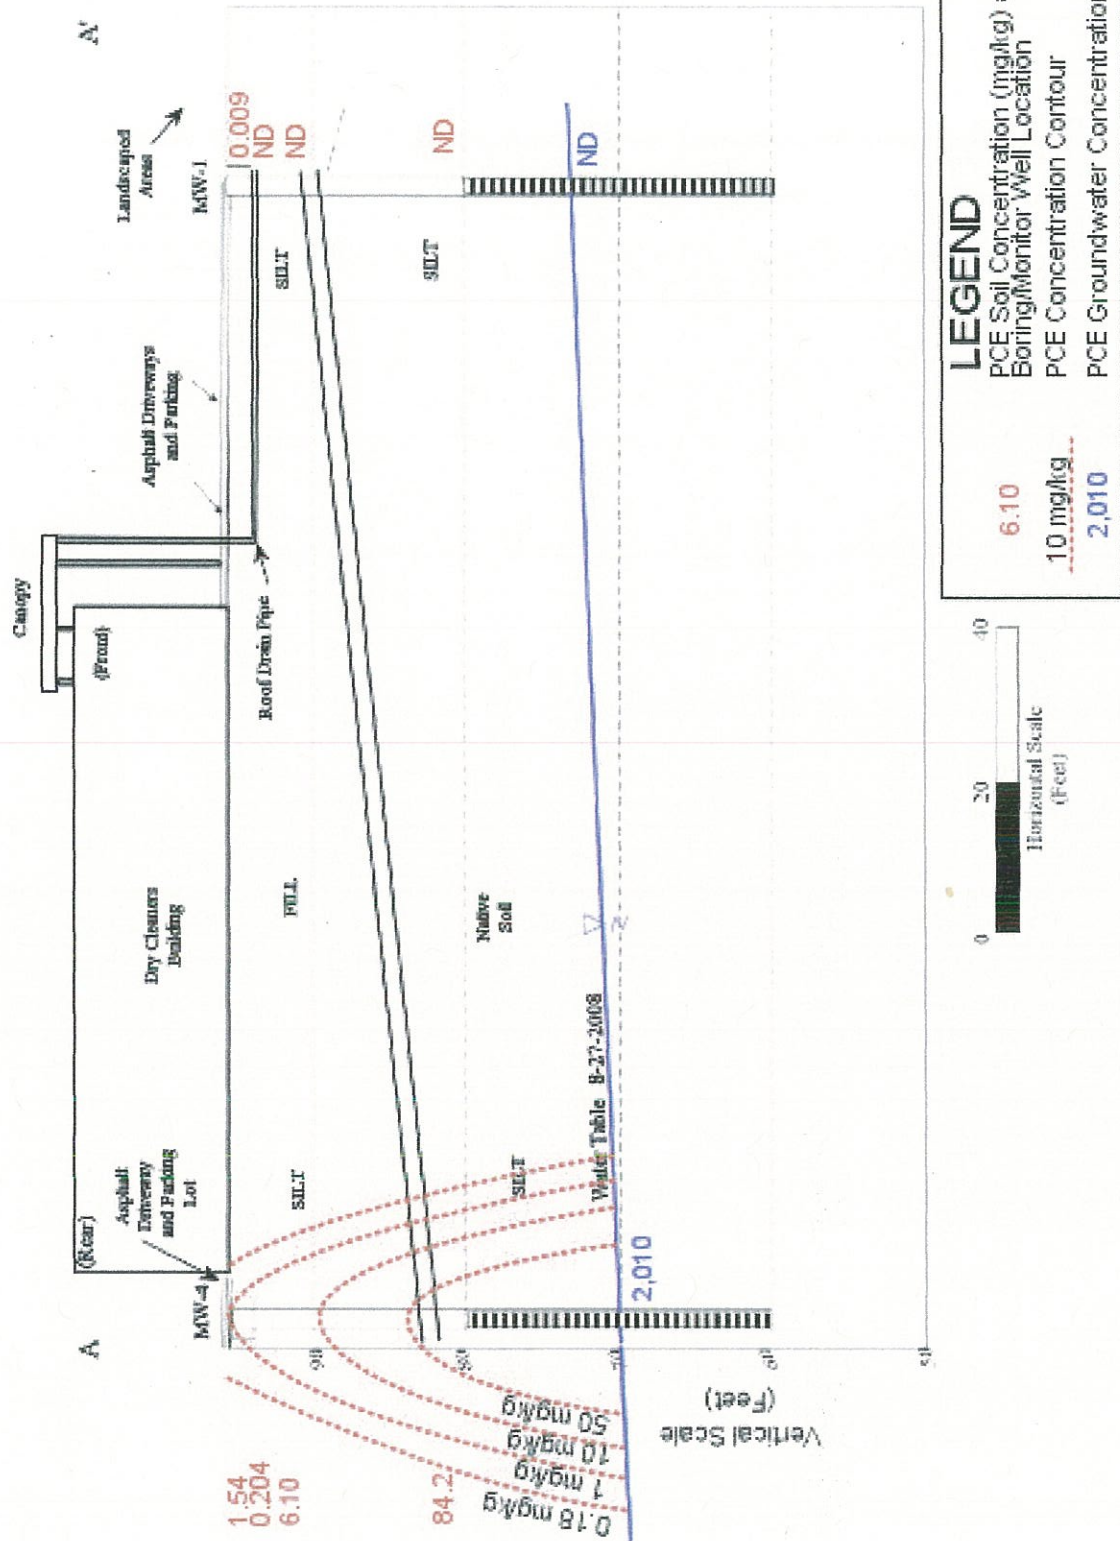 A
A'
Canopy
(Rear)
(Front)
Dry Cleaners
Building
Asphalt
Driveway
and Parking
Lot
MW-4
Asphalt Driveways
and Parking
Landscaped
Areas
MW-1
Roof Drain Pipe
1.54
0.204
6.10
84.2
0.009
ND
ND
ND
SILT
FILL
SILT
90
80
70
60
50
Native
Soil
SILT
SILT
Water Table 8-27-2008
2,010
ND
0.18 mg/kg
1 mg/kg
10 mg/kg
50 mg/kg
Vertical Scale
(Feet)
0
20
40
Horizontal Scale
(Feet)
LEGEND
6.10
PCE Soil Concentration (mg/kg)
Boring/Monitor Well Location
10 mg/kg
PCE Concentration Contour
2,010
PCE Groundwater Concentration